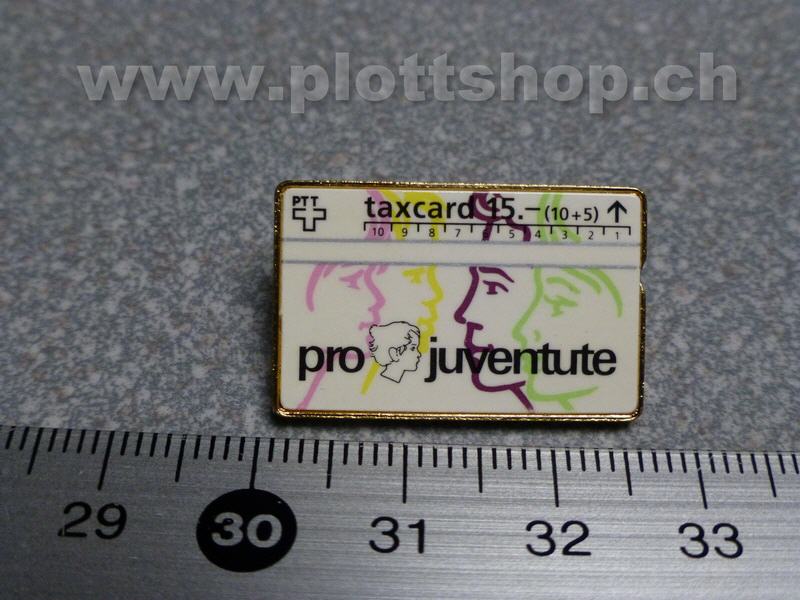 www.plottshop.ch
PTT
taxcard 15.– (10+5) ↑
10 9 8 7 6 5 4 3 2 1
pro juventute
29 30 31 32 33